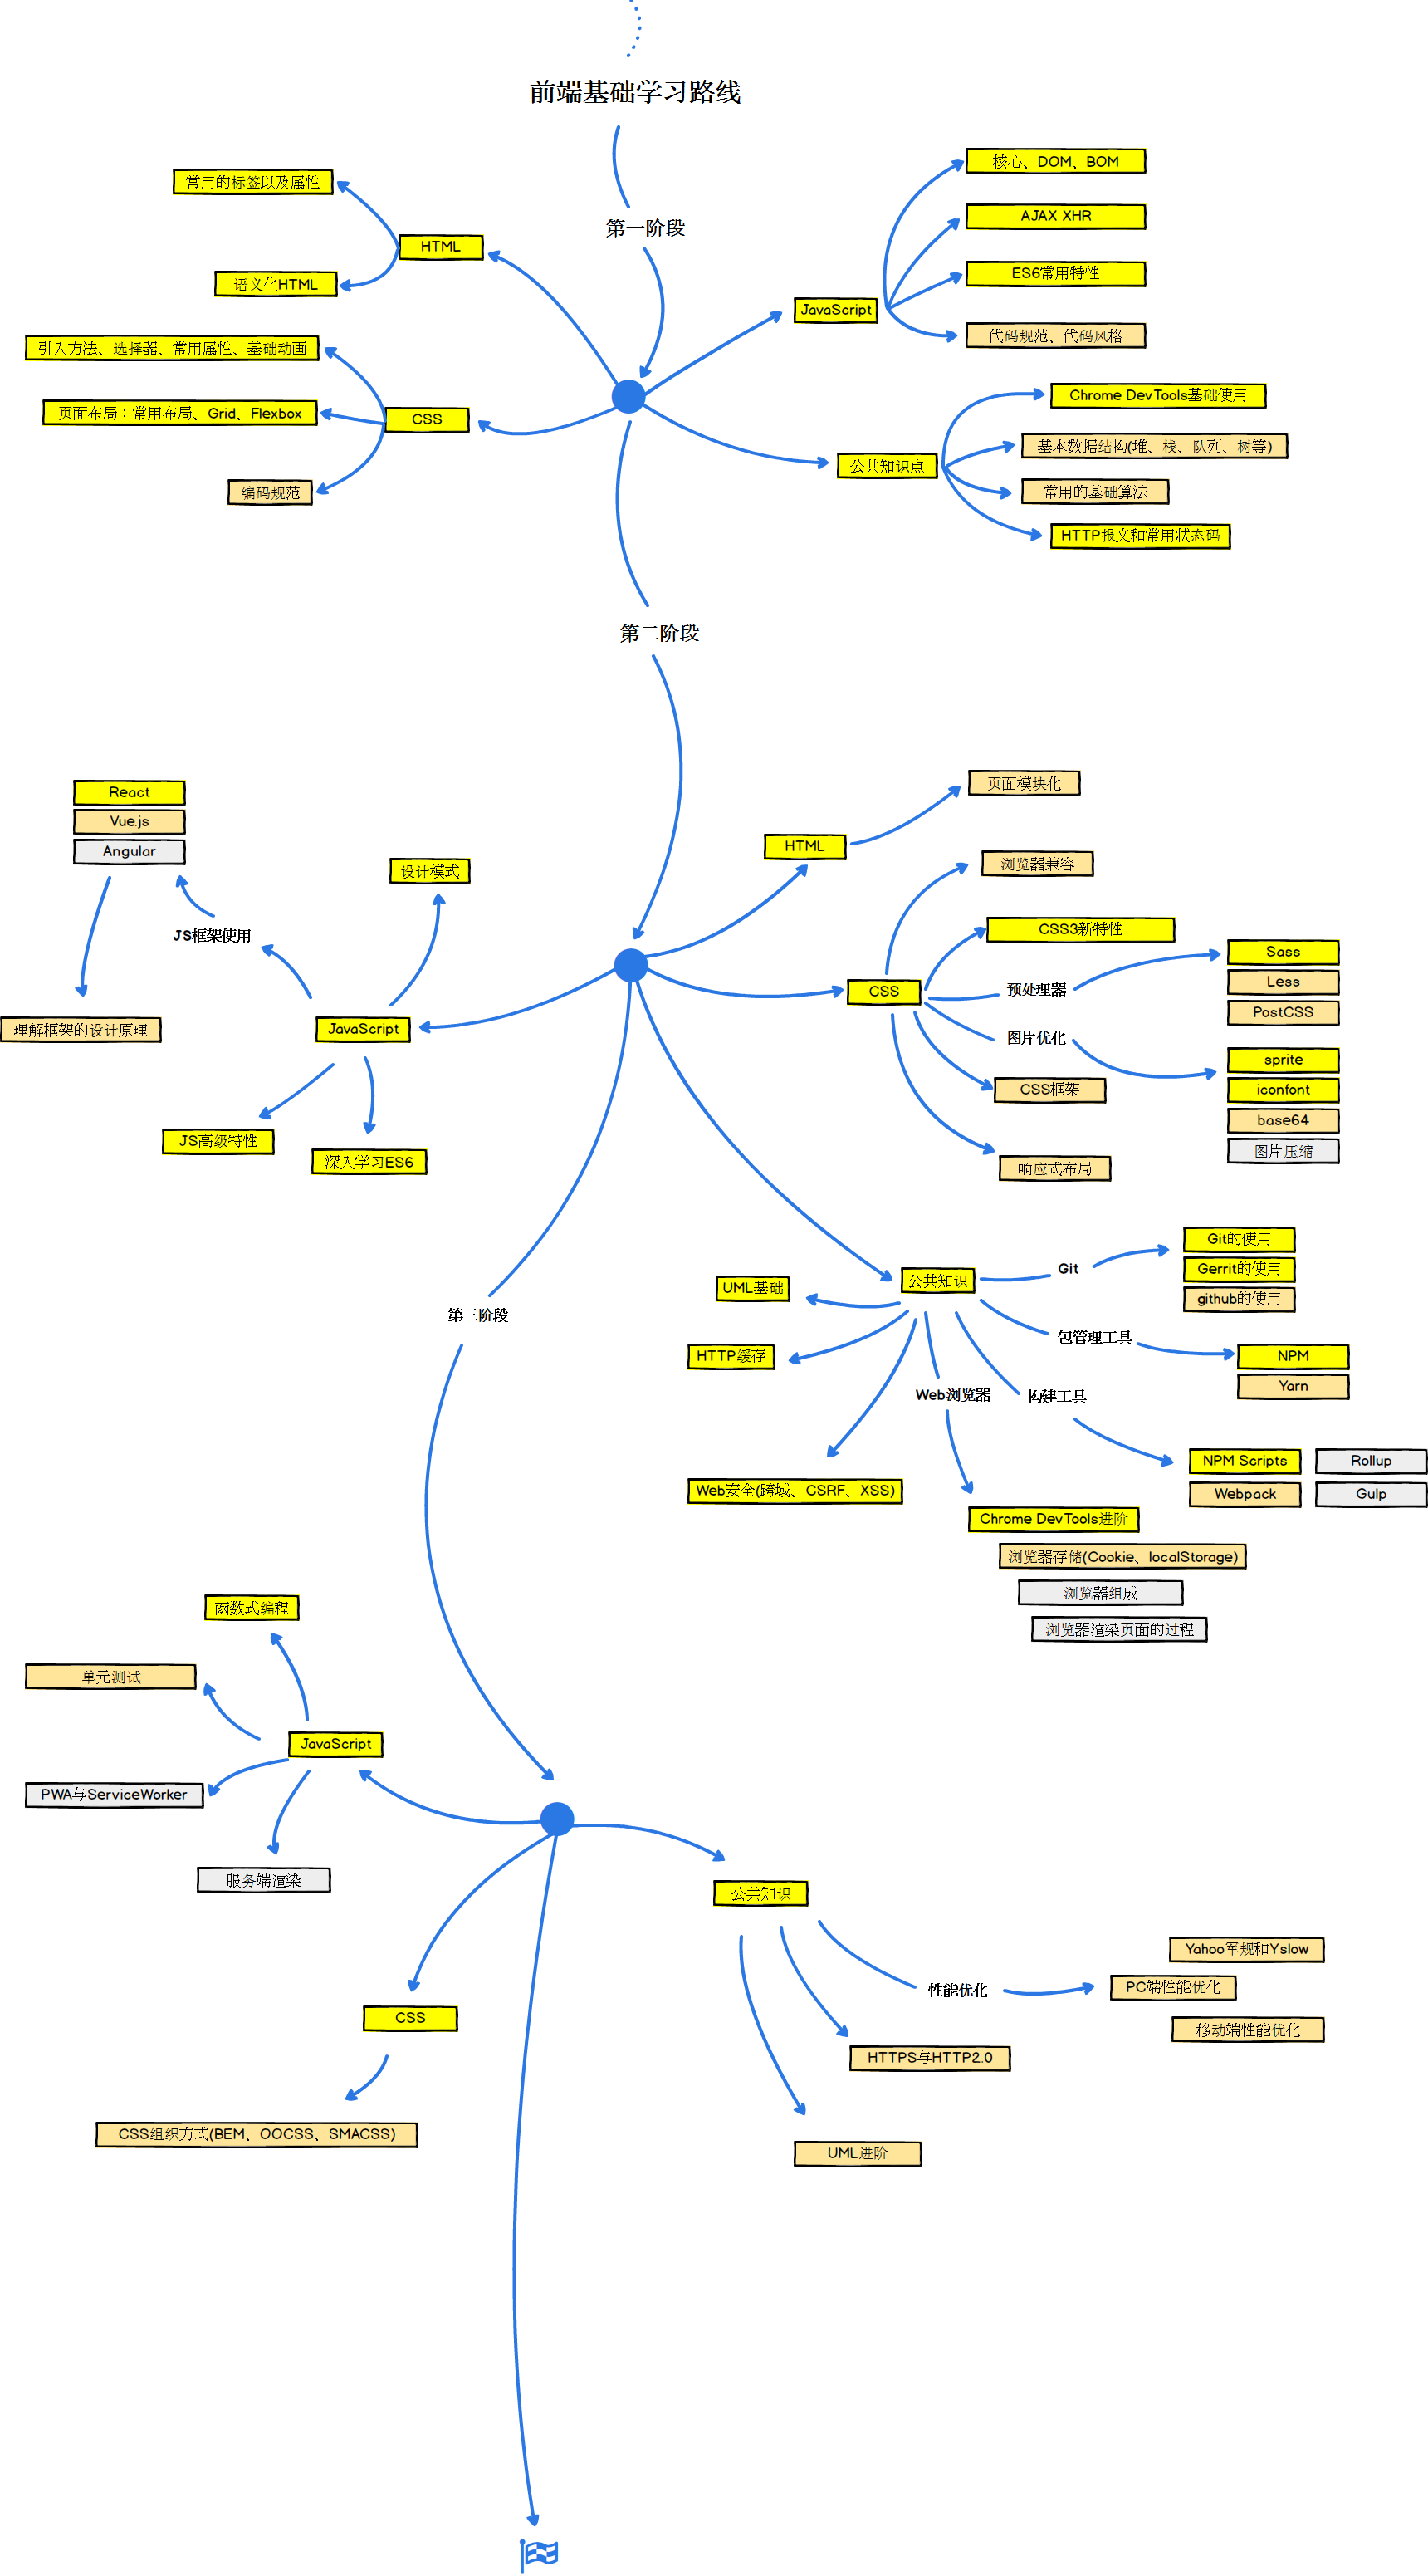 前端基础学习路线
第一阶段
常用的标签以及属性
HTML
语义化HTML
引入方法、选择器、常用属性、基础动画
页面布局：常用布局、Grid、Flexbox
CSS
编码规范
核心、DOM、BOM
AJAX XHR
ES6常用特性
JavaScript
代码规范、代码风格
Chrome DevTools基础使用
基本数据结构(堆、栈、队列、树等)
公共知识点
常用的基础算法
HTTP报文和常用状态码
第二阶段
React
Vue.js
Angular
设计模式
JS框架使用
理解框架的设计原理
JavaScript
JS高级特性
深入学习ES6
页面模块化
HTML
浏览器兼容
CSS3新特性
CSS
预处理器
Sass
Less
PostCSS
图片优化
sprite
iconfont
base64
图片压缩
CSS框架
响应式布局
公共知识
Git
Git的使用
Gerrit的使用
github的使用
UML基础
包管理工具
NPM
Yarn
HTTP缓存
Web浏览器
构建工具
NPM Scripts
Rollup
Webpack
Gulp
Web安全(跨域、CSRF、XSS)
Chrome DevTools进阶
浏览器存储(Cookie、localStorage)
浏览器组成
浏览器渲染页面的过程
第三阶段
函数式编程
单元测试
JavaScript
PWA与ServiceWorker
服务端渲染
公共知识
性能优化
Yahoo军规和Yslow
PC端性能优化
移动端性能优化
HTTPS与HTTP2.0
UML进阶
CSS
CSS组织方式(BEM、OOCSS、SMACSS)